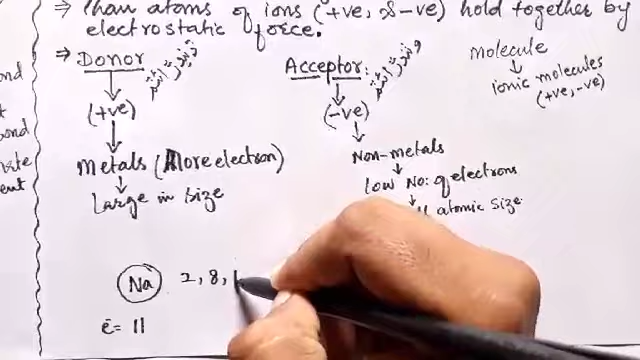 ⇒ than atoms of ions (+ve, & -ve) hold together by
electrostatic force.
⇒ Donor
(+ve)
Metals (More electron)
Large in Size
Acceptor:
(-ve)
Non-metals
Low No: of electrons
atomic size
Molecule
ionic molecules
(+ve, -ve)
Na 2, 8, 1
ē = 11